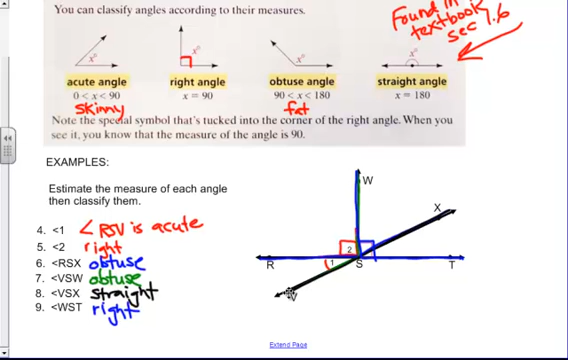 You can classify angles according to their measures.
Found in
textbook
sec 1.6
x°
x°
x°
x°
acute angle
right angle
obtuse angle
straight angle
0 < x < 90
x = 90
90 < x < 180
x = 180
skinny
fat
Note the special symbol that's tucked into the corner of the right angle. When you
see it, you know that the measure of the angle is 90.
EXAMPLES:
Estimate the measure of each angle
then classify them.
4. <1 ∠ RSV is acute
5. <2 right
6. <RSX obtuse
7. <VSW obtuse
8. <VSX straight
9. <WST right
W
X
2
R
1
S
T
V
Extend Page